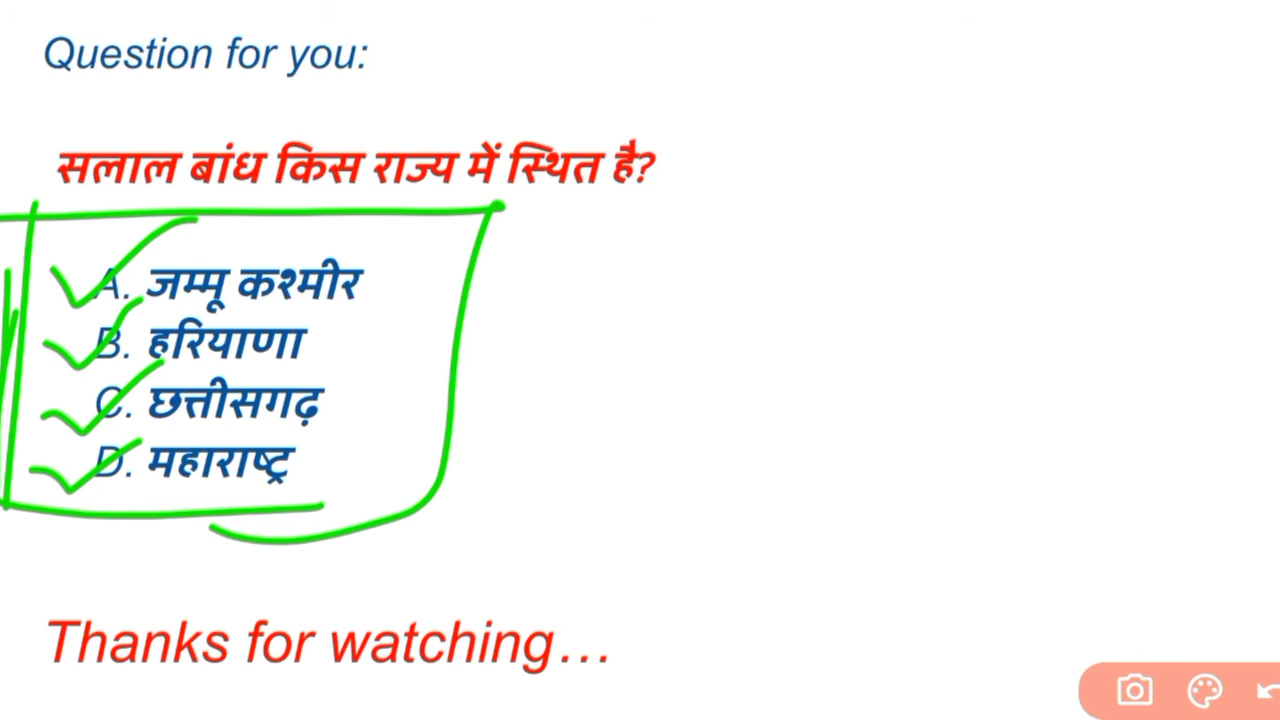 Question for you:
सलाल बांध किस राज्य में स्थित है?
A. जम्मू कश्मीर
B. हरियाणा
C. छत्तीसगढ़
D. महाराष्ट्र
Thanks for watching...